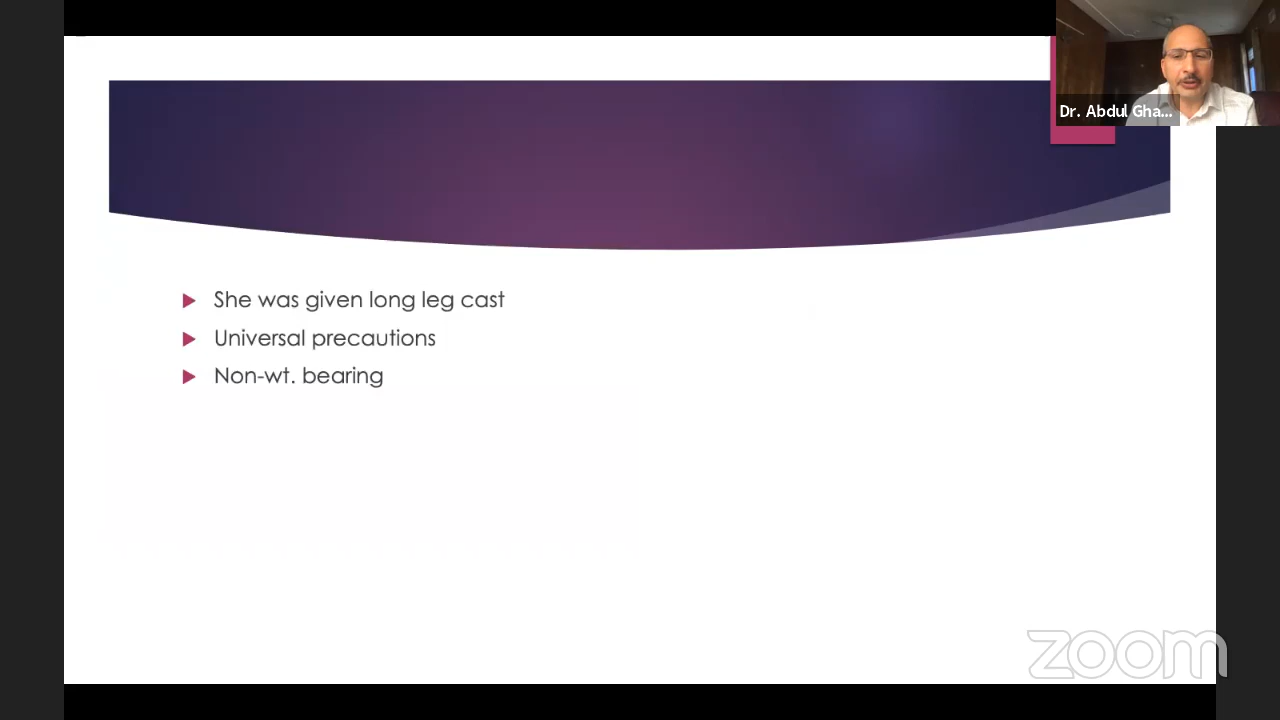 Dr. Abdul Gha...
She was given long leg cast
Universal precautions
Non-wt. bearing
zoom